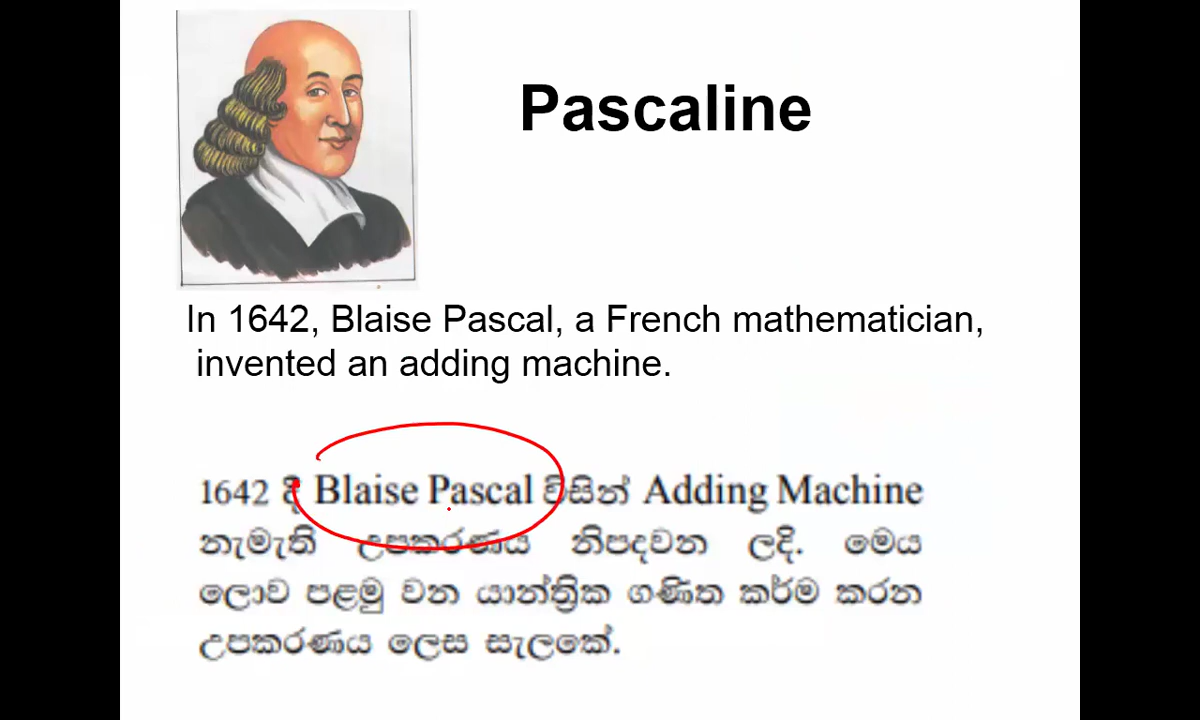 Pascaline
In 1642, Blaise Pascal, a French mathematician,
invented an adding machine.
1642 දී Blaise Pascal විසින් Adding Machine
නැමැති උපකරණය නිපදවන ලදි. මෙය
ලොව පළමු වන යාන්ත්‍රික ගණිත කර්ම කරන
උපකරණය ලෙස සැලකේ.